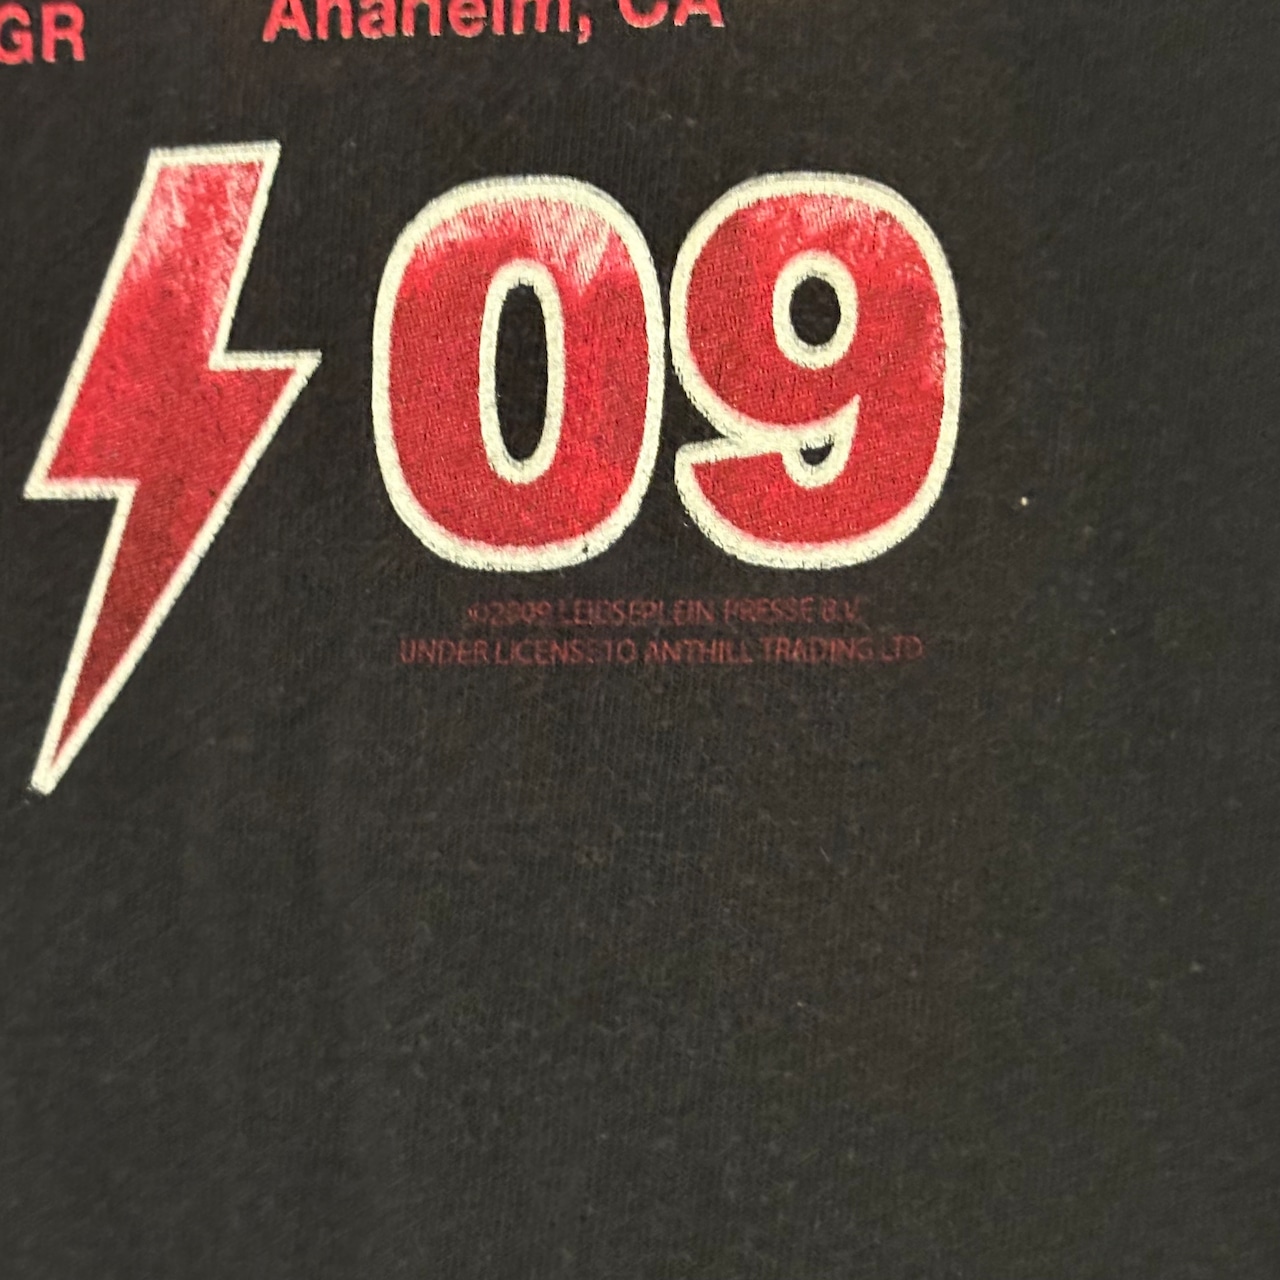 GR Anaheim, CA
09
©2009 LEIDSEPLEIN PRESSE B.V.
UNDER LICENSE TO ANTHILL TRADING LTD